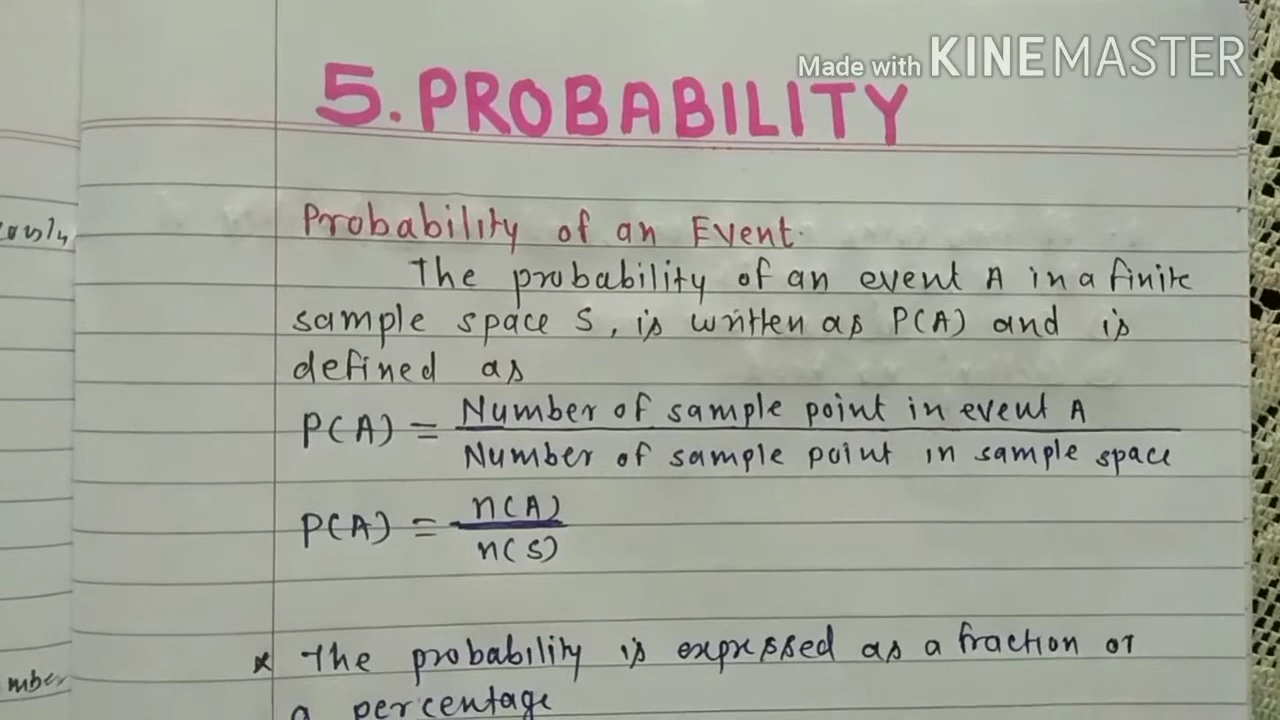 Made with KINEMASTER
5. PROBABILITY
Probability of an Event.
The probability of an event A in a finite
sample space S, is written as P(A) and is
defined as
P(A) = Number of sample point in event A
Number of sample point in sample space
P(A) = n(A)
n(S)
* The probability is expressed as a fraction or
a percentage
mber